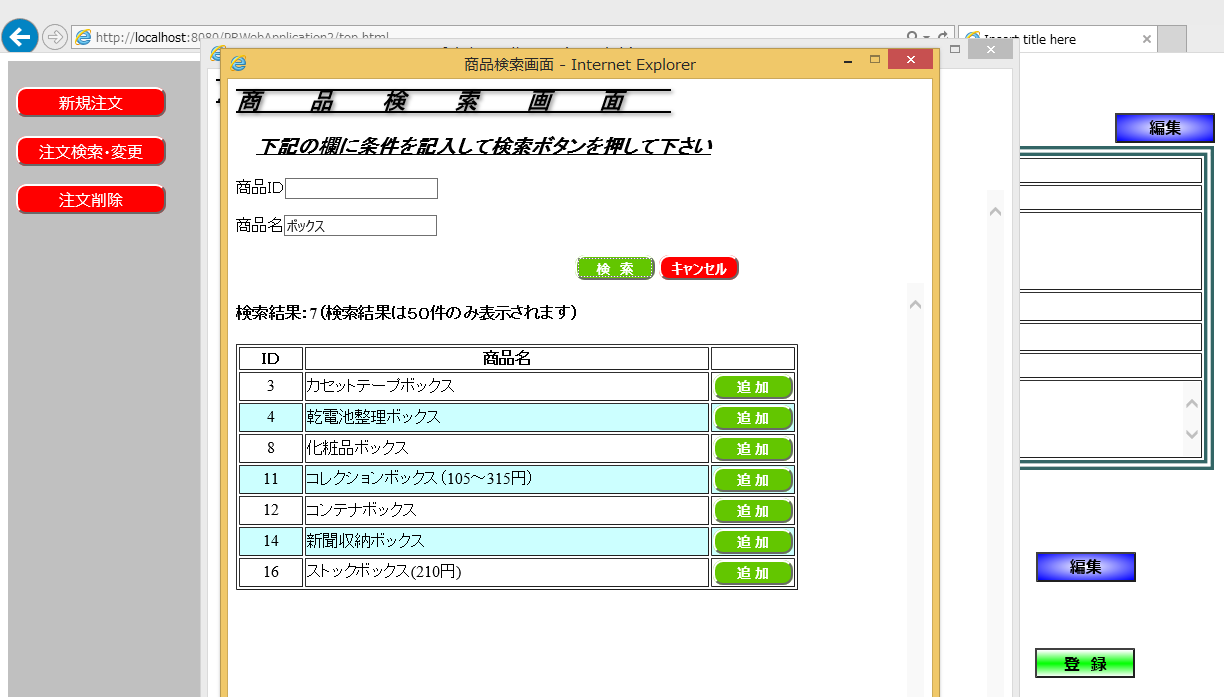 http://localhost:8080/PRWebApplication2/top.html
Insert title here
商品検索画面 - Internet Explorer
新規注文
注文検索・変更
注文削除
商品検索画面
下記の欄に条件を記入して検索ボタンを押して下さい
商品ID
商品名 ボックス
検 索 キャンセル
検索結果：7（検索結果は５０件のみ表示されます）
ID 商品名
3 カセットテープボックス 追 加
4 乾電池整理ボックス 追 加
8 化粧品ボックス 追 加
11 コレクションボックス（105～315円） 追 加
12 コンテナボックス 追 加
14 新聞収納ボックス 追 加
16 ストックボックス(210円) 追 加
編集
編集
登 録